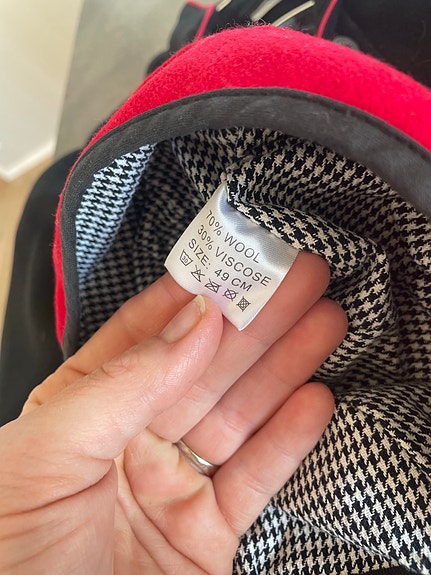 70% WOOL
30% VISCOSE
SIZE: 49 CM